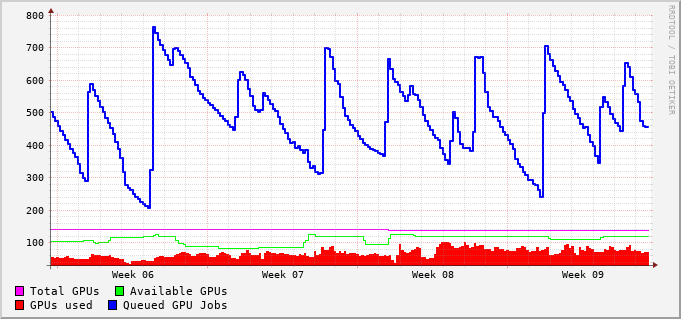 800
700
600
500
400
300
200
100
Week 06 Week 07 Week 08 Week 09
Total GPUs Available GPUs
GPUs used Queued GPU Jobs
RRDTOOL / TOBI OETIKER